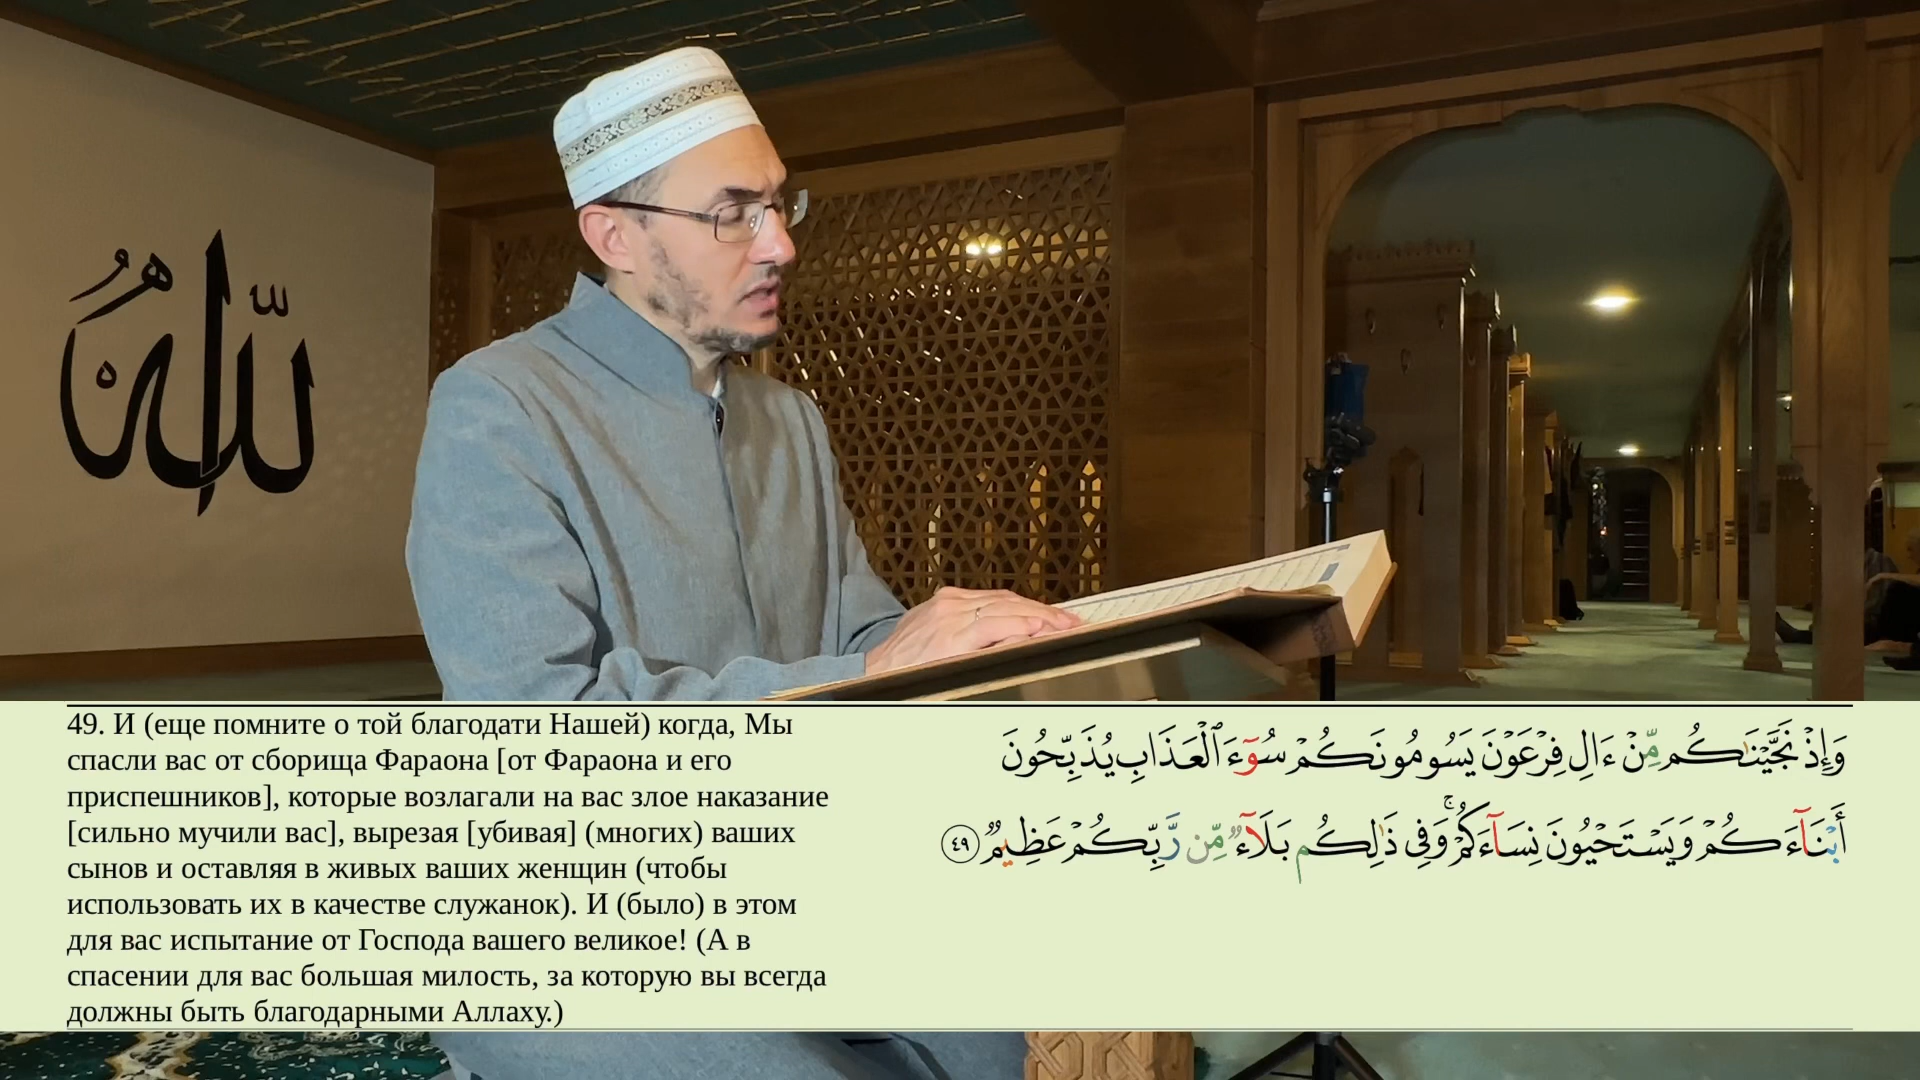 الله
49. И (еще помните о той благодати Нашей) когда, Мы
спасли вас от сборища Фараона [от Фараона и его
приспешников], которые возлагали на вас злое наказание
[сильно мучили вас], вырезая [убивая] (многих) ваших
сынов и оставляя в живых ваших женщин (чтобы
использовать их в качестве служанок). И (было) в этом
для вас испытание от Господа вашего великое! (А в
спасении для вас большая милость, за которую вы всегда
должны быть благодарными Аллаху.)
وَإِذْ نَجَّيْنَـٰكُم مِّنْ ءَالِ فِرْعَوْنَ يَسُومُونَكُمْ سُوٓءَ ٱلْعَذَابِ يُذَبِّحُونَ
أَبْنَآءَكُمْ وَيَسْتَحْيُونَ نِسَآءَكُمْ ۚ وَفِى ذَٰلِكُم بَلَآءٌ مِّن رَّبِّكُمْ عَظِيمٌ ٤٩